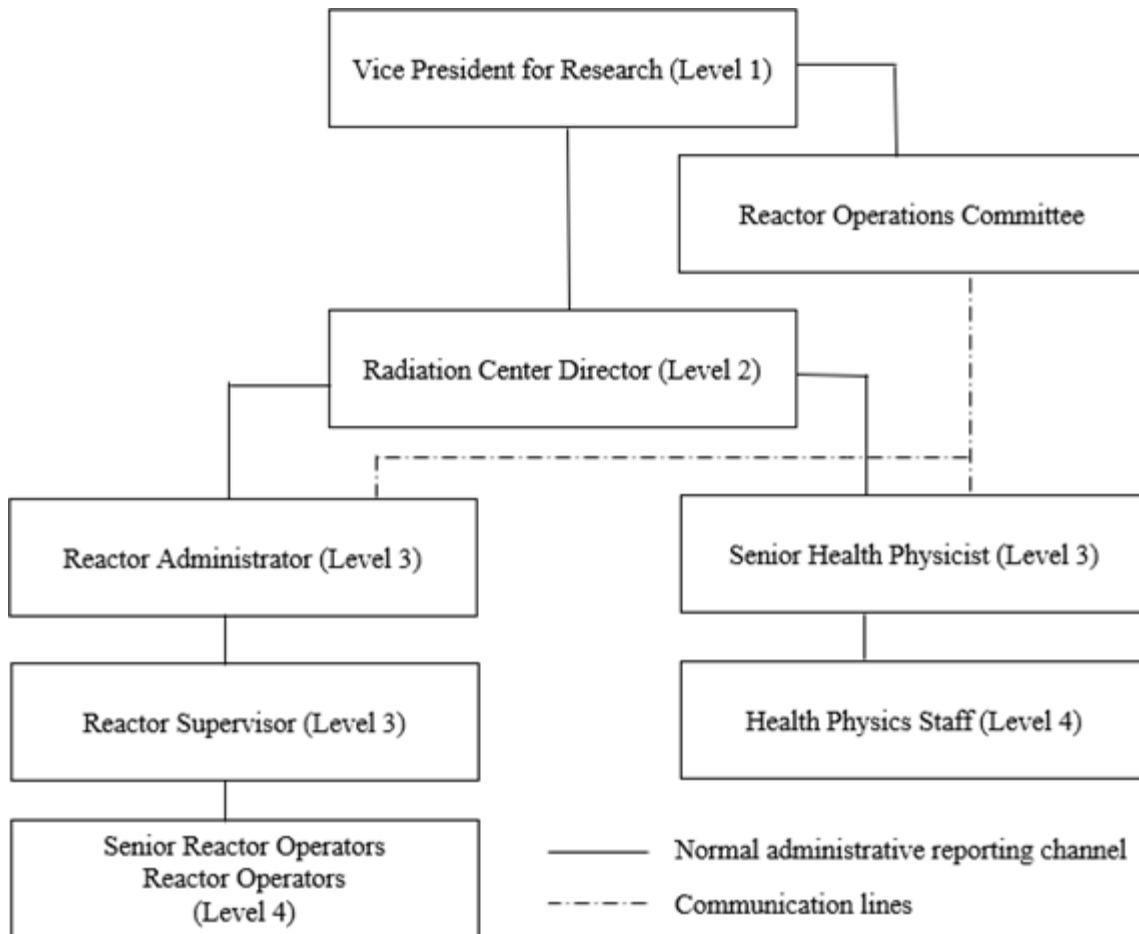 Vice President for Research (Level 1)
Reactor Operations Committee
Radiation Center Director (Level 2)
Reactor Administrator (Level 3)
Senior Health Physicist (Level 3)
Reactor Supervisor (Level 3)
Health Physics Staff (Level 4)
Senior Reactor Operators
Reactor Operators
(Level 4)
Normal administrative reporting channel
Communication lines